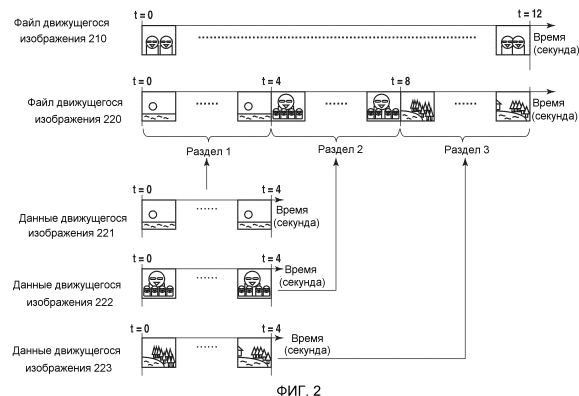 t = 0
t = 12
Файл движущегося
изображения 210
Время
(секунда)
t = 0
t = 4
t = 8
Файл движущегося
изображения 220
Время
(секунда)
Раздел 1
Раздел 2
Раздел 3
t = 0
t = 4
Данные движущегося
изображения 221
Время
(секунда)
t = 0
t = 4
Данные движущегося
изображения 222
Время
(секунда)
t = 0
t = 4
Данные движущегося
изображения 223
Время
(секунда)
ФИГ. 2